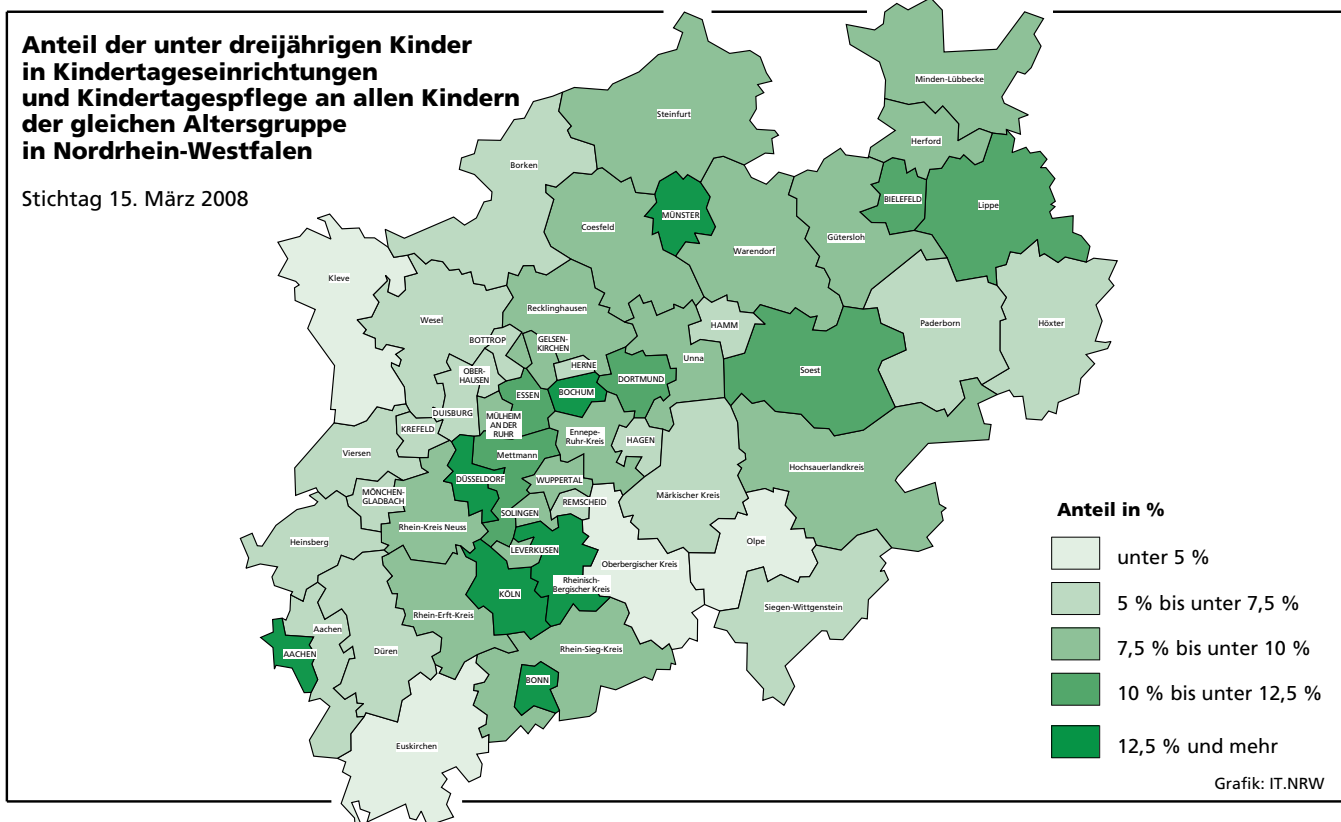 Anteil der unter dreijährigen Kinder
in Kindertageseinrichtungen
und Kindertagespflege an allen Kindern
der gleichen Altersgruppe
in Nordrhein-Westfalen
Stichtag 15. März 2008
Minden-Lübbecke
Steinfurt
Herford
Borken
BIELEFELD
Lippe
MÜNSTER
Coesfeld
Gütersloh
Warendorf
Kleve
Recklinghausen
Wesel
HAMM
Paderborn
Höxter
BOTTROP
GELSEN-
KIRCHEN
Unna
HERNE
Soest
OBER-
HAUSEN
DORTMUND
ESSEN
BOCHUM
DUISBURG
MÜLHEIM
AN DER
RUHR
KREFELD
Ennepe-
Ruhr-Kreis
HAGEN
Viersen
Mettmann
Hochsauerlandkreis
DÜSSELDORF
WUPPERTAL
MÖNCHEN-
GLADBACH
Märkischer Kreis
REMSCHEID
SOLINGEN
Rhein-Kreis Neuss
Heinsberg
LEVERKUSEN
Olpe
Oberbergischer Kreis
Rheinisch-
Bergischer Kreis
KÖLN
Siegen-Wittgenstein
Rhein-Erft-Kreis
Aachen
Düren
Rhein-Sieg-Kreis
AACHEN
BONN
Euskirchen
Anteil in %
unter 5 %
5 % bis unter 7,5 %
7,5 % bis unter 10 %
10 % bis unter 12,5 %
12,5 % und mehr
Grafik: IT.NRW